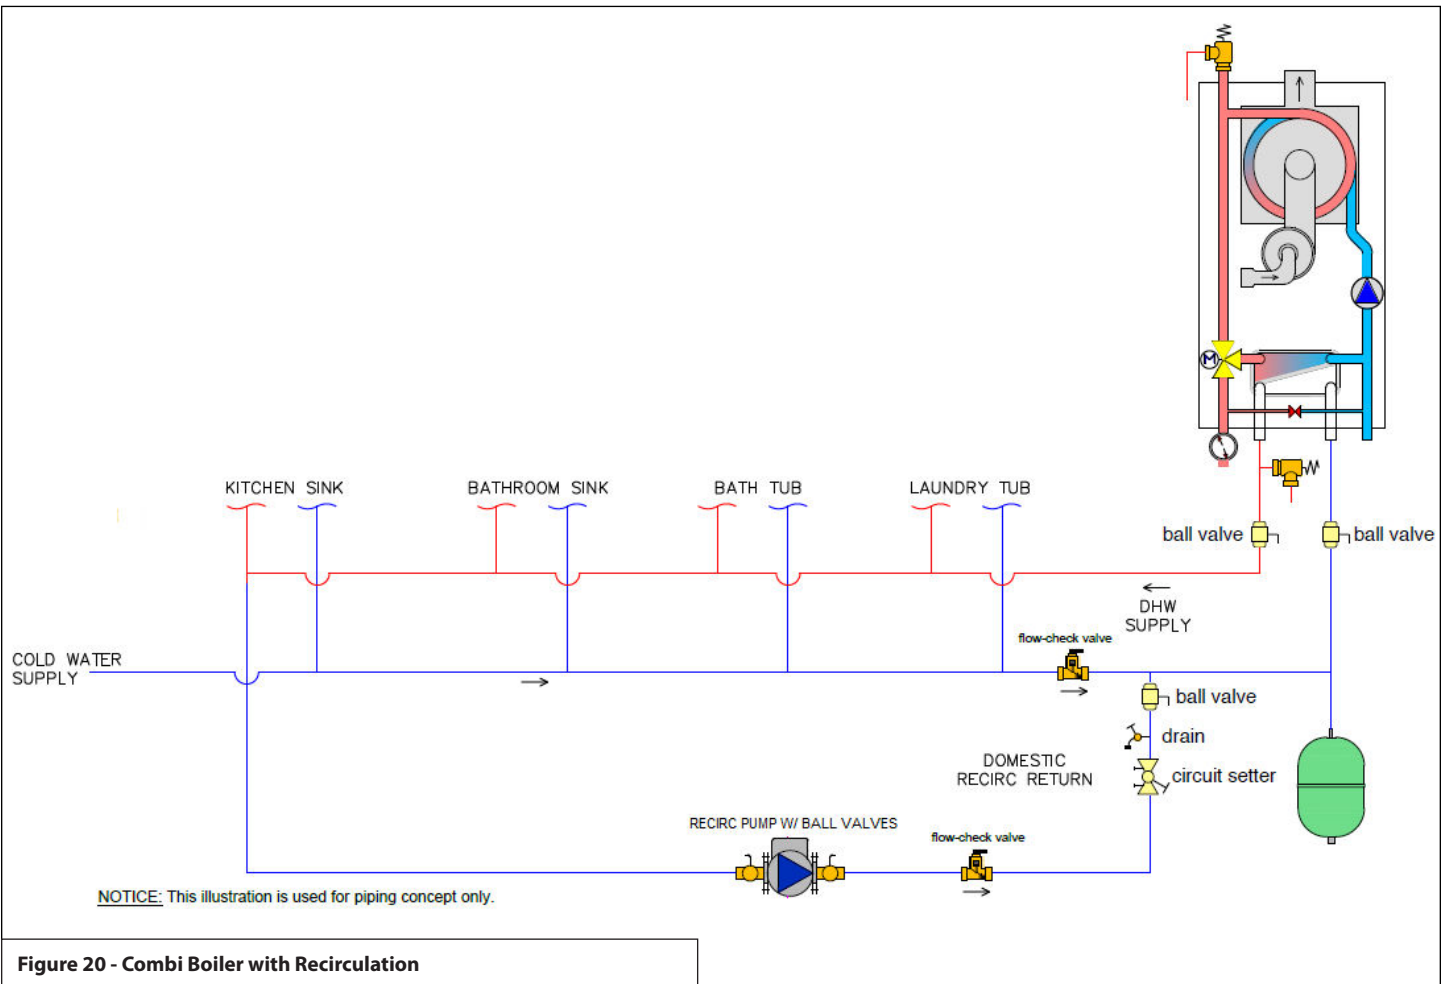 M
KITCHEN SINK
BATHROOM SINK
BATH TUB
LAUNDRY TUB
ball valve
ball valve
DHW
SUPPLY
flow-check valve
COLD WATER
SUPPLY
ball valve
drain
DOMESTIC
RECIRC RETURN
circuit setter
RECIRC PUMP W/ BALL VALVES
flow-check valve
NOTICE: This illustration is used for piping concept only.
Figure 20 - Combi Boiler with Recirculation